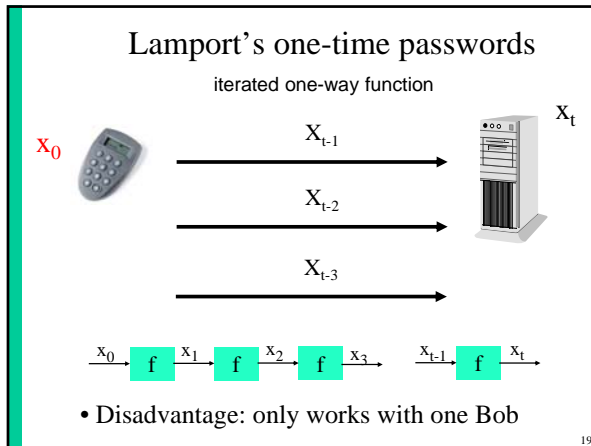 Lamport's one-time passwords
iterated one-way function
x₀
Xₜ₋₁
xₜ
Xₜ₋₂
Xₜ₋₃
x₀ f x₁ f x₂ f x₃ xₜ₋₁ f xₜ
• Disadvantage: only works with one Bob
19